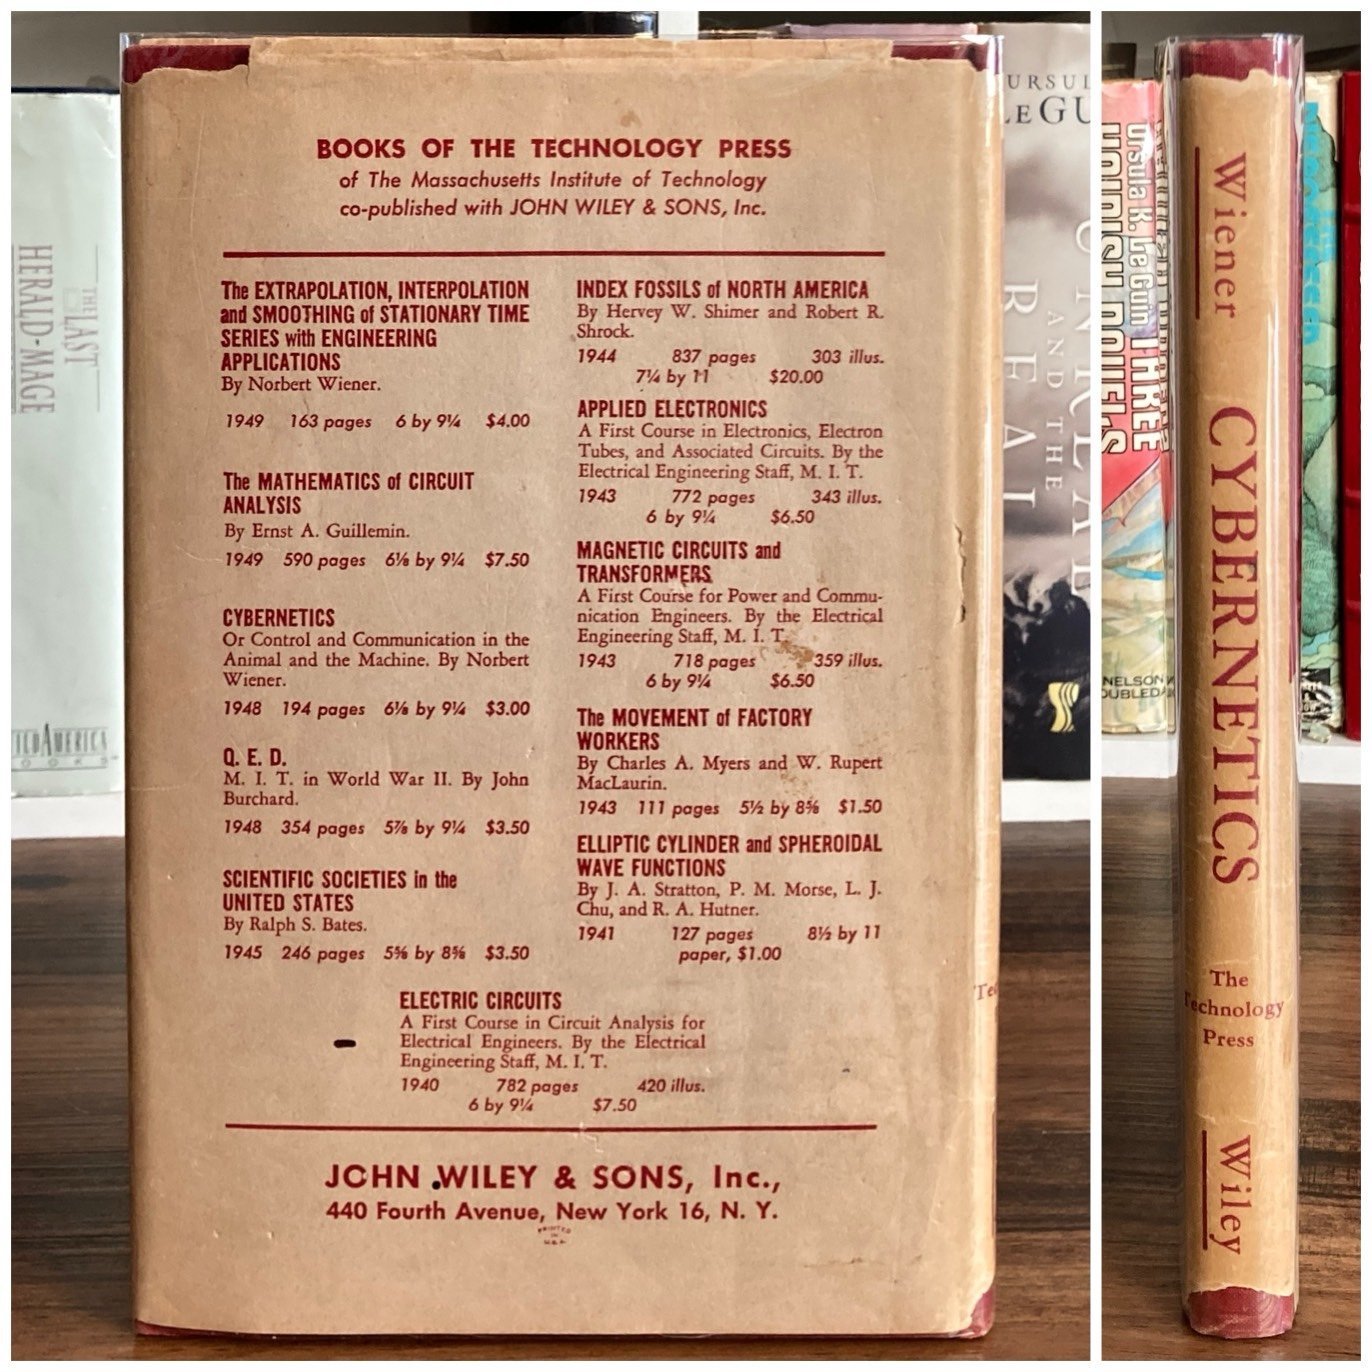 BOOKS OF THE TECHNOLOGY PRESS
of The Massachusetts Institute of Technology
co-published with JOHN WILEY & SONS, Inc.
The EXTRAPOLATION, INTERPOLATION
and SMOOTHING of STATIONARY TIME
SERIES with ENGINEERING
APPLICATIONS
By Norbert Wiener.
1949 163 pages 6 by 9¼ $4.00
The MATHEMATICS of CIRCUIT
ANALYSIS
By Ernst A. Guillemin.
1949 590 pages 6⅛ by 9¼ $7.50
CYBERNETICS
Or Control and Communication in the
Animal and the Machine. By Norbert
Wiener.
1948 194 pages 6⅛ by 9¼ $3.00
Q. E. D.
M. I. T. in World War II. By John
Burchard.
1948 354 pages 5⅞ by 9¼ $3.50
SCIENTIFIC SOCIETIES in the
UNITED STATES
By Ralph S. Bates.
1945 246 pages 5⅝ by 8⅝ $3.50
INDEX FOSSILS of NORTH AMERICA
By Hervey W. Shimer and Robert R.
Shrock.
1944 837 pages 303 illus.
7¼ by 11 $20.00
APPLIED ELECTRONICS
A First Course in Electronics, Electron
Tubes, and Associated Circuits. By the
Electrical Engineering Staff, M. I. T.
1943 772 pages 343 illus.
6 by 9¼ $6.50
MAGNETIC CIRCUITS and
TRANSFORMERS
A First Course for Power and Commu-
nication Engineers. By the Electrical
Engineering Staff, M. I. T.
1943 718 pages 359 illus.
6 by 9¼ $6.50
The MOVEMENT of FACTORY
WORKERS
By Charles A. Myers and W. Rupert
MacLaurin.
1943 111 pages 5½ by 8⅝ $1.50
ELLIPTIC CYLINDER and SPHEROIDAL
WAVE FUNCTIONS
By J. A. Stratton, P. M. Morse, L. J.
Chu, and R. A. Hutner.
1941 127 pages 8½ by 11
paper, $1.00
ELECTRIC CIRCUITS
A First Course in Circuit Analysis for
Electrical Engineers. By the Electrical
Engineering Staff, M. I. T.
1940 782 pages 420 illus.
6 by 9¼ $7.50
JOHN WILEY & SONS, Inc.,
440 Fourth Avenue, New York 16, N. Y.
PRINTED
IN
U.S.A.
THE LAST
HERALD-MAGE
AND THE
REAL
Ursula K. LeGuin THREE
NELSON
Wiener
CYBERNETICS
The
Technology
Press
Wiley